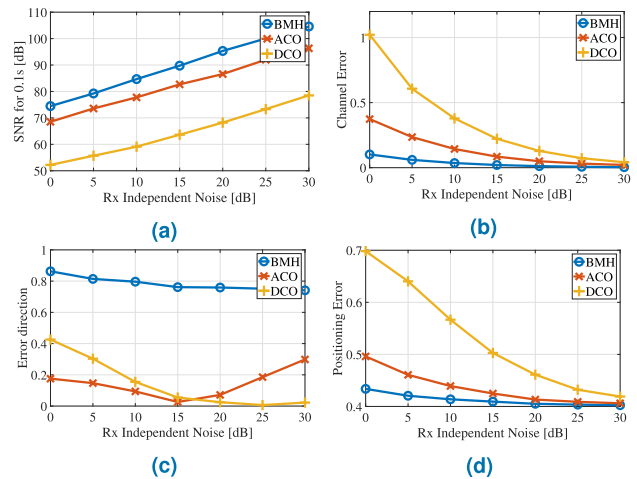 110
100
90
80
70
60
50
SNR for 0.1s [dB]
BMH
ACO
DCO
0 5 10 15 20 25 30
Rx Independent Noise [dB]
(a)
1
0.5
0
Channel Error
BMH
ACO
DCO
0 5 10 15 20 25 30
Rx Independent Noise [dB]
(b)
1
0.8
0.6
0.4
0.2
0
Error direction
BMH
ACO
DCO
0 5 10 15 20 25 30
Rx Independent Noise [dB]
(c)
0.7
0.6
0.5
0.4
Positioning Error
BMH
ACO
DCO
0 5 10 15 20 25 30
Rx Independent Noise [dB]
(d)